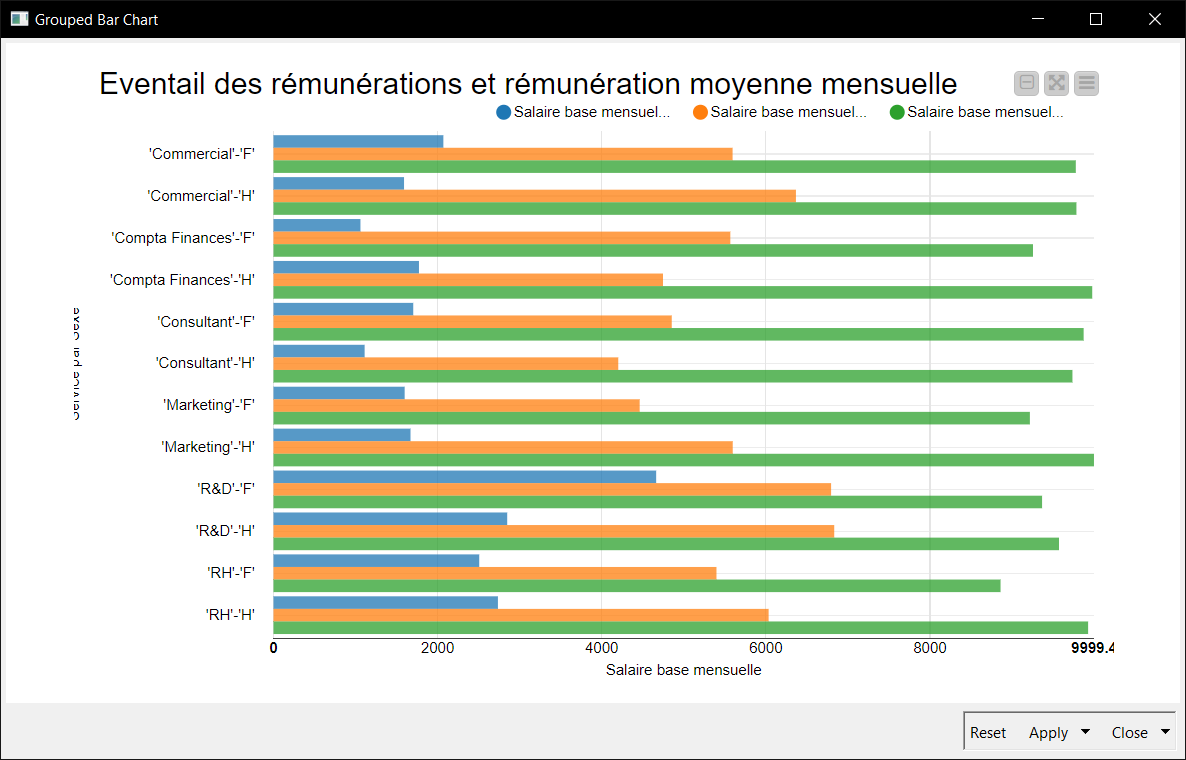 Grouped Bar Chart
Eventail des rémunérations et rémunération moyenne mensuelle
Salaire base mensuel... Salaire base mensuel... Salaire base mensuel...
'Commercial'-'F'
'Commercial'-'H'
'Compta Finances'-'F'
'Compta Finances'-'H'
'Consultant'-'F'
'Consultant'-'H'
'Marketing'-'F'
'Marketing'-'H'
'R&D'-'F'
'R&D'-'H'
'RH'-'F'
'RH'-'H'
0 2000 4000 6000 8000 9999.4
Salaire base mensuelle
Reset Apply Close